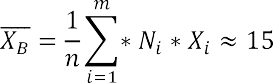 $\overline{X_B} = \frac{1}{n}\sum_{i=1}^{m} * N_i * X_i \approx 15$